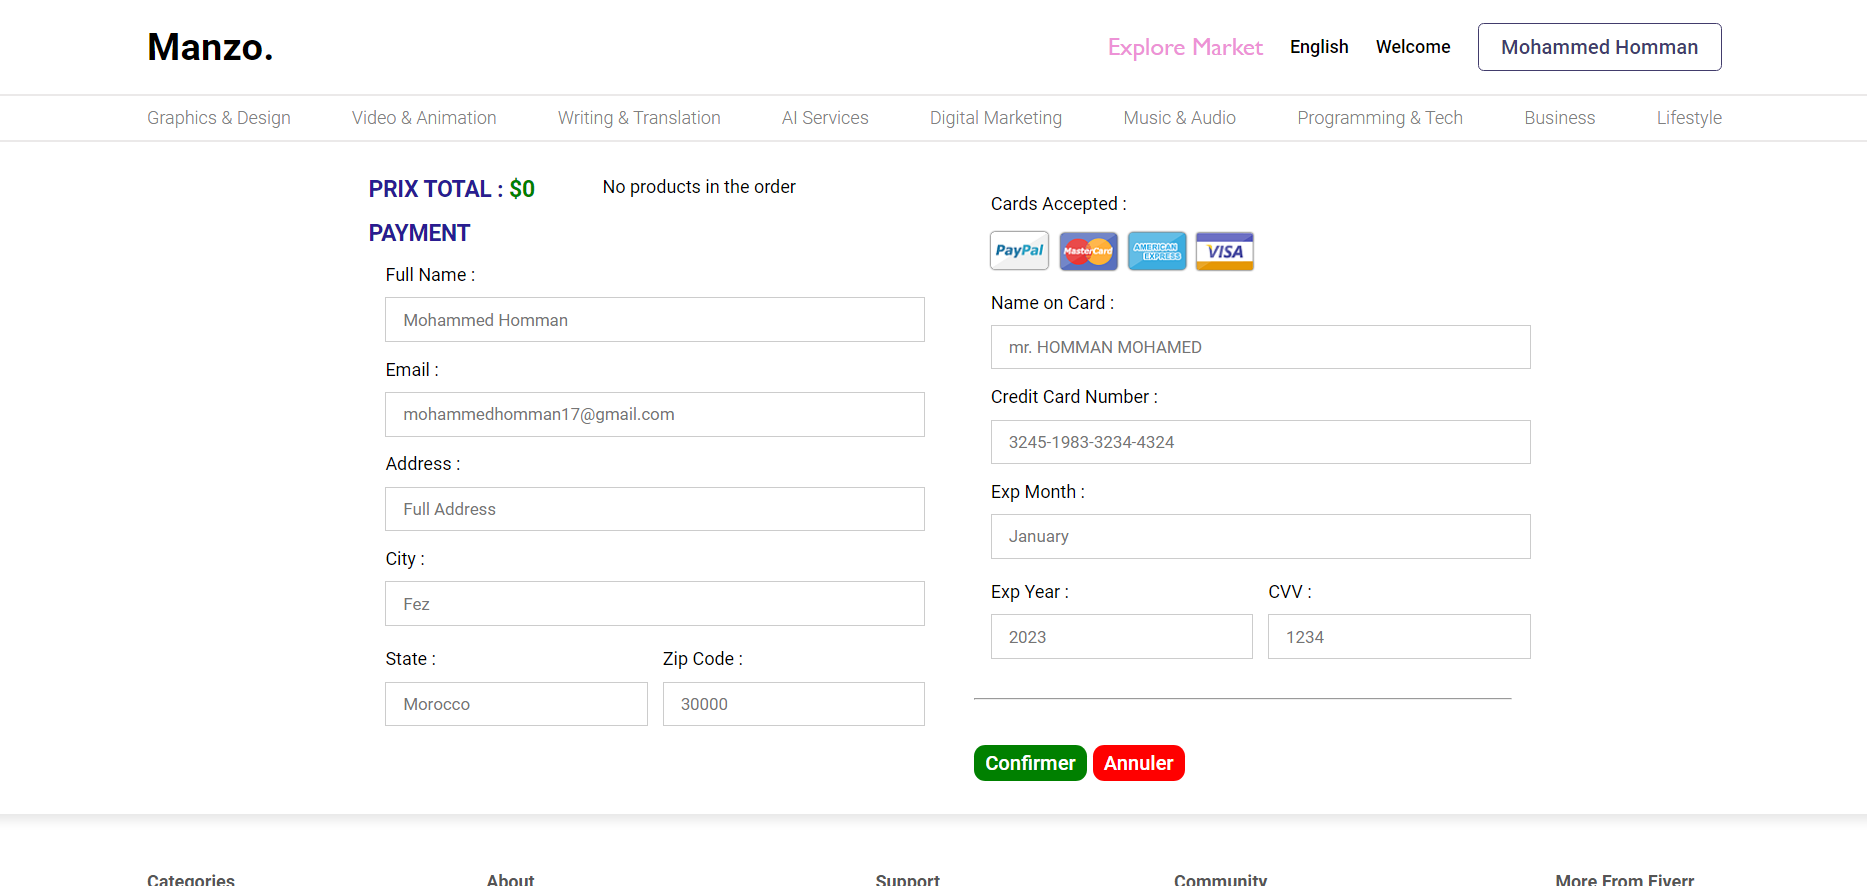 Manzo.
Explore Market English Welcome Mohammed Homman
Graphics & Design Video & Animation Writing & Translation AI Services Digital Marketing Music & Audio Programming & Tech Business Lifestyle
PRIX TOTAL : $0
No products in the order
PAYMENT
Full Name :
Mohammed Homman
Email :
mohammedhomman17@gmail.com
Address :
Full Address
City :
Fez
State :
Morocco
Zip Code :
30000
Cards Accepted :
PayPal MasterCard AMERICAN EXPRESS VISA
Name on Card :
mr. HOMMAN MOHAMED
Credit Card Number :
3245-1983-3234-4324
Exp Month :
January
Exp Year :
2023
CVV :
1234
Confirmer Annuler
Categories About Support Community More From Fiverr